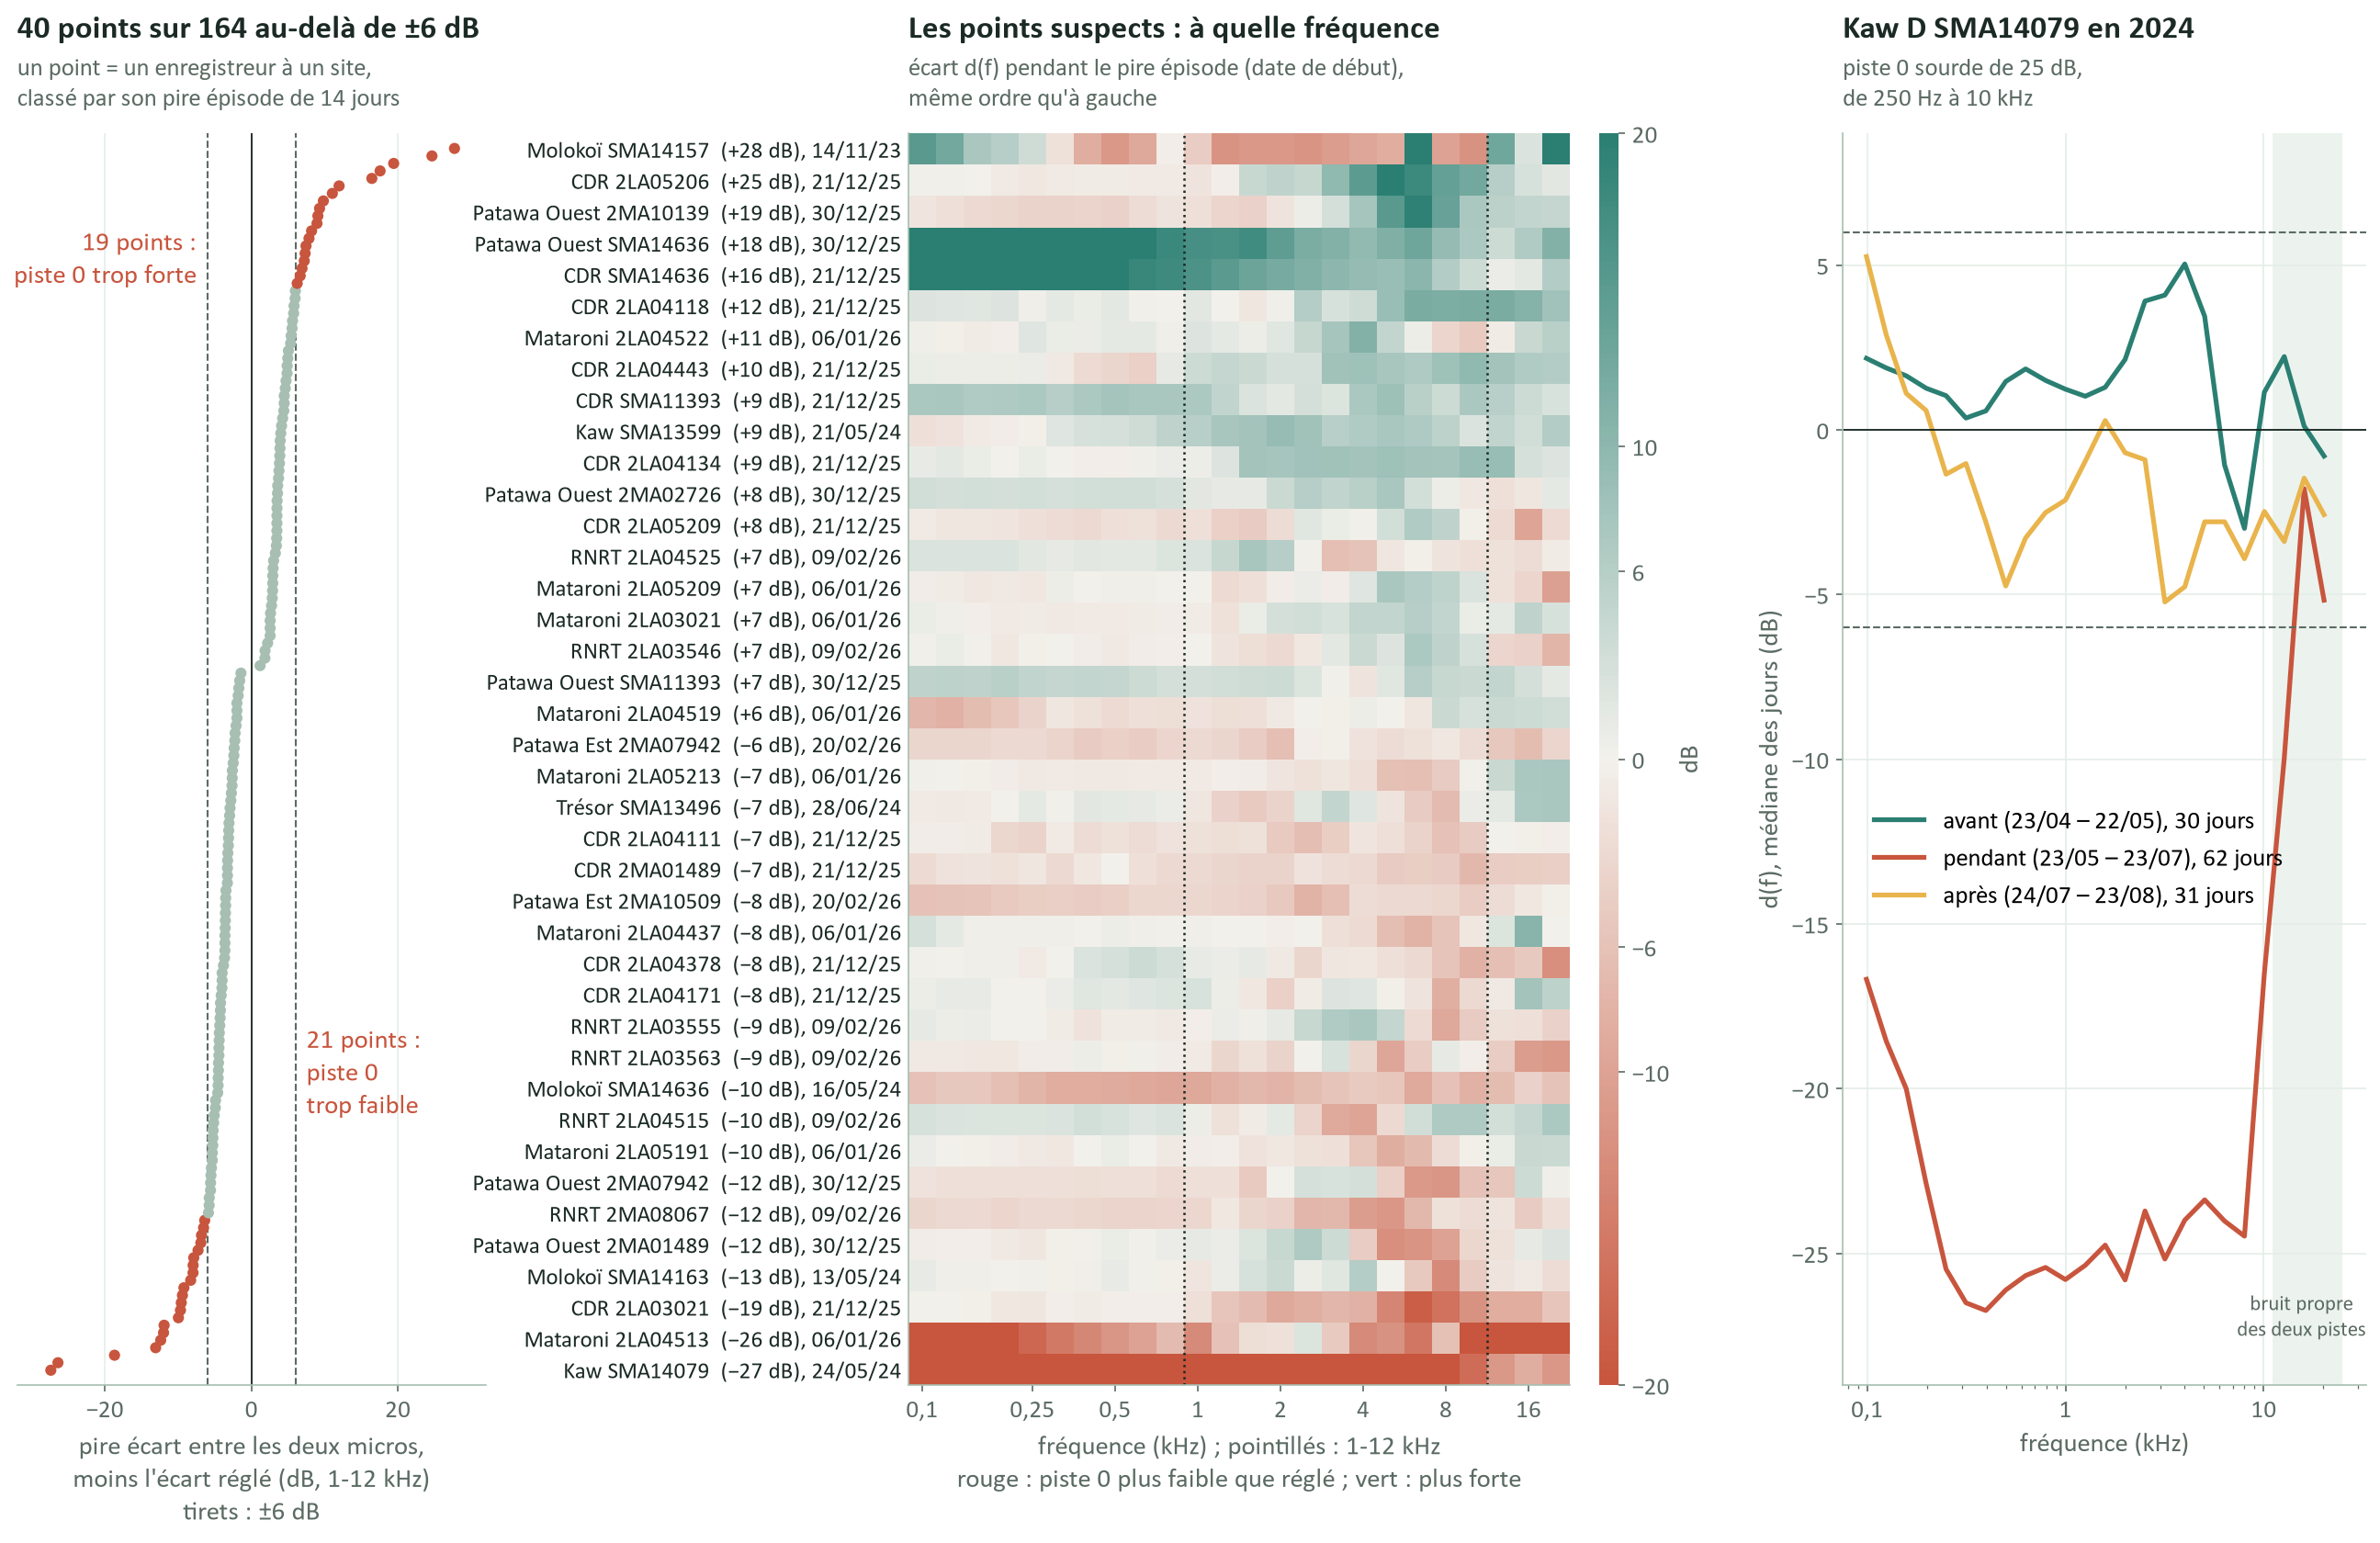 40 points sur 164 au-delà de ±6 dB
un point = un enregistreur à un site,
classé par son pire épisode de 14 jours
19 points :
piste 0 trop forte
21 points :
piste 0
trop faible
−20
0
20
pire écart entre les deux micros,
moins l'écart réglé (dB, 1-12 kHz)
tirets : ±6 dB
Les points suspects : à quelle fréquence
écart d(f) pendant le pire épisode (date de début),
même ordre qu'à gauche
Molokoï SMA14157 (+28 dB), 14/11/23
CDR 2LA05206 (+25 dB), 21/12/25
Patawa Ouest 2MA10139 (+19 dB), 30/12/25
Patawa Ouest SMA14636 (+18 dB), 30/12/25
CDR SMA14636 (+16 dB), 21/12/25
CDR 2LA04118 (+12 dB), 21/12/25
Mataroni 2LA04522 (+11 dB), 06/01/26
CDR 2LA04443 (+10 dB), 21/12/25
CDR SMA11393 (+9 dB), 21/12/25
Kaw SMA13599 (+9 dB), 21/05/24
CDR 2LA04134 (+9 dB), 21/12/25
Patawa Ouest 2MA02726 (+8 dB), 30/12/25
CDR 2LA05209 (+8 dB), 21/12/25
RNRT 2LA04525 (+7 dB), 09/02/26
Mataroni 2LA05209 (+7 dB), 06/01/26
Mataroni 2LA03021 (+7 dB), 06/01/26
RNRT 2LA03546 (+7 dB), 09/02/26
Patawa Ouest SMA11393 (+7 dB), 30/12/25
Mataroni 2LA04519 (+6 dB), 06/01/26
Patawa Est 2MA07942 (−6 dB), 20/02/26
Mataroni 2LA05213 (−7 dB), 06/01/26
Trésor SMA13496 (−7 dB), 28/06/24
CDR 2LA04111 (−7 dB), 21/12/25
CDR 2MA01489 (−7 dB), 21/12/25
Patawa Est 2MA10509 (−8 dB), 20/02/26
Mataroni 2LA04437 (−8 dB), 06/01/26
CDR 2LA04378 (−8 dB), 21/12/25
CDR 2LA04171 (−8 dB), 21/12/25
RNRT 2LA03555 (−9 dB), 09/02/26
RNRT 2LA03563 (−9 dB), 09/02/26
Molokoï SMA14636 (−10 dB), 16/05/24
RNRT 2LA04515 (−10 dB), 09/02/26
Mataroni 2LA05191 (−10 dB), 06/01/26
Patawa Ouest 2MA07942 (−12 dB), 30/12/25
RNRT 2MA08067 (−12 dB), 09/02/26
Patawa Ouest 2MA01489 (−12 dB), 30/12/25
Molokoï SMA14163 (−13 dB), 13/05/24
CDR 2LA03021 (−19 dB), 21/12/25
Mataroni 2LA04513 (−26 dB), 06/01/26
Kaw SMA14079 (−27 dB), 24/05/24
0,1
0,25
0,5
1
2
4
8
16
fréquence (kHz) ; pointillés : 1-12 kHz
rouge : piste 0 plus faible que réglé ; vert : plus forte
20
10
6
0
−6
−10
−20
dB
Kaw D SMA14079 en 2024
piste 0 sourde de 25 dB,
de 250 Hz à 10 kHz
5
0
−5
−10
−15
−20
−25
d(f), médiane des jours (dB)
avant (23/04 – 22/05), 30 jours
pendant (23/05 – 23/07), 62 jours
après (24/07 – 23/08), 31 jours
bruit propre
des deux pistes
0,1
1
10
fréquence (kHz)